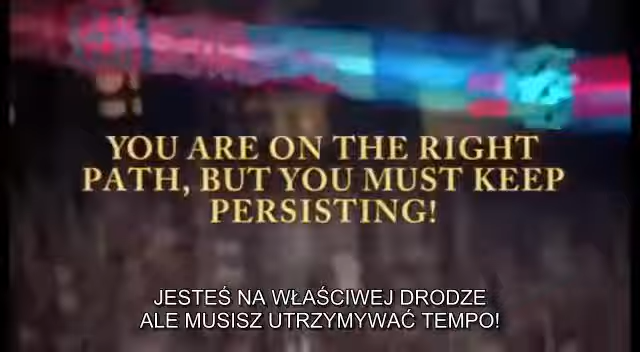 YOU ARE ON THE RIGHT
PATH, BUT YOU MUST KEEP
PERSISTING!
JESTEŚ NA WŁAŚCIWEJ DRODZE
ALE MUSISZ UTRZYMYWAĆ TEMPO!